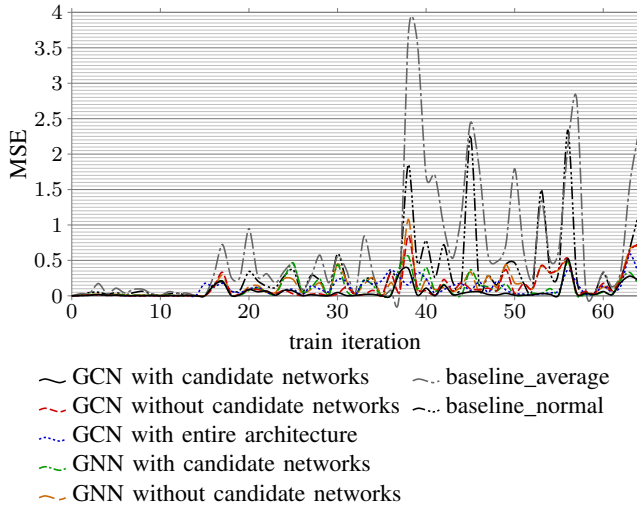 4
3.5
3
2.5
2
1.5
1
0.5
0
MSE
0 10 20 30 40 50 60
train iteration
GCN with candidate networks
GCN without candidate networks
GCN with entire architecture
GNN with candidate networks
GNN without candidate networks
baseline_average
baseline_normal